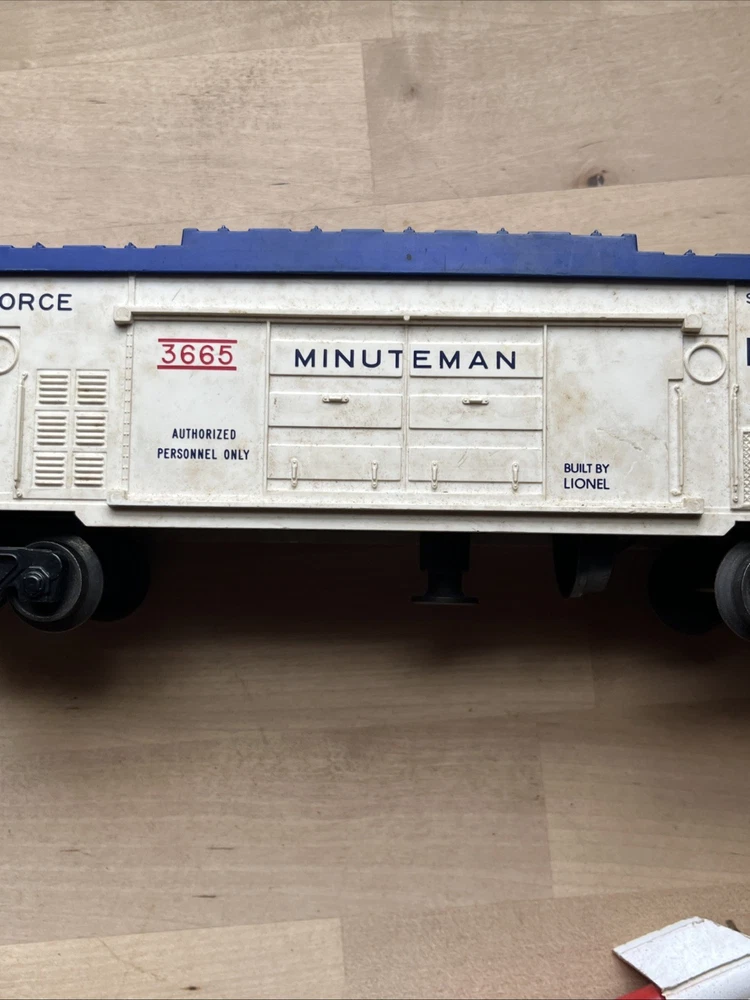 ORCE
3665
MINUTEMAN
AUTHORIZED
PERSONNEL ONLY
BUILT BY
LIONEL